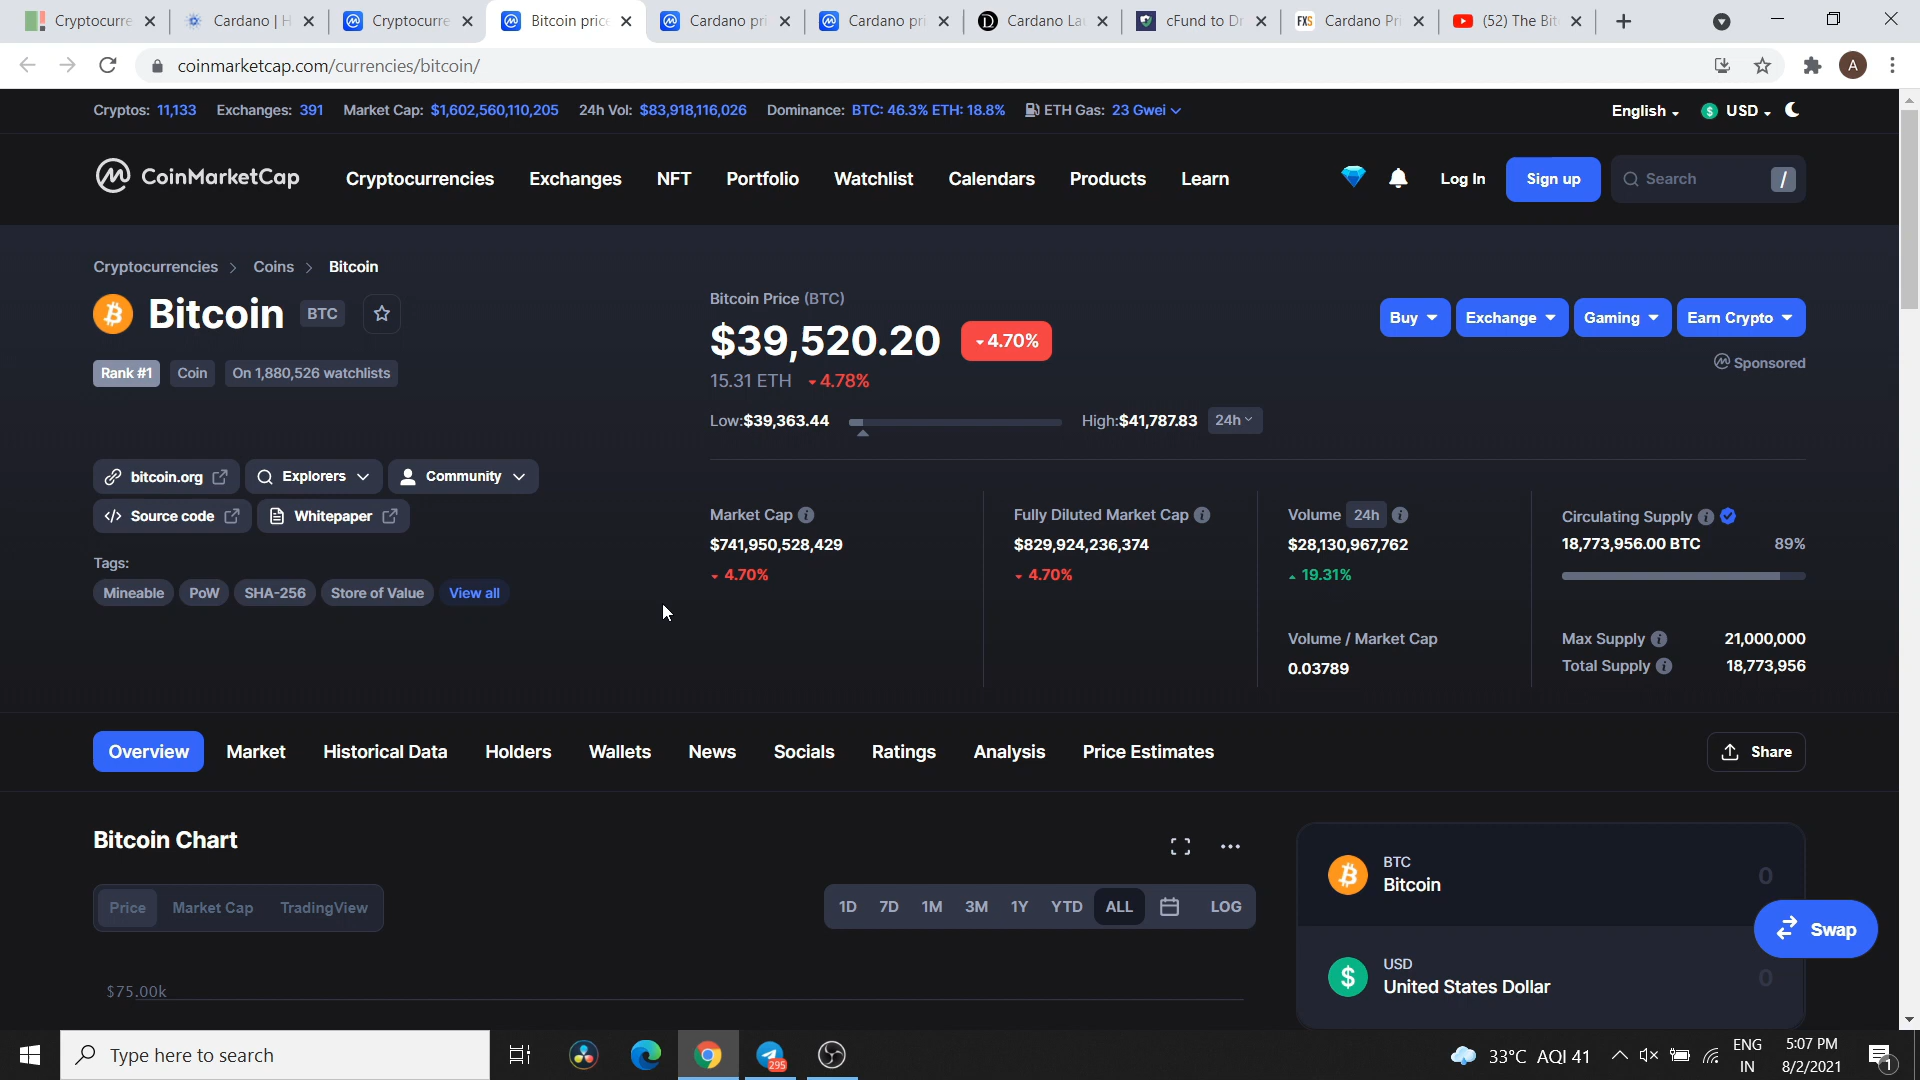 Cryptocurre
Cardano | H
Cryptocurre
Bitcoin price
Cardano pri
Cardano pri
Cardano La
cFund to Dr
FXS Cardano Pri
(52) The Bit
coinmarketcap.com/currencies/bitcoin/
A
Cryptos: 11,133 Exchanges: 391 Market Cap: $1,602,560,110,205 24h Vol: $83,918,116,026 Dominance: BTC: 46.3% ETH: 18.8% ETH Gas: 23 Gwei
English USD
CoinMarketCap
Cryptocurrencies Exchanges NFT Portfolio Watchlist Calendars Products Learn
Log In Sign up Search /
Cryptocurrencies > Coins > Bitcoin
Bitcoin BTC
Rank #1 Coin On 1,880,526 watchlists
bitcoin.org Explorers Community
Source code Whitepaper
Tags:
Mineable PoW SHA-256 Store of Value View all
Bitcoin Price (BTC)
$39,520.20 4.70%
15.31 ETH 4.78%
Low:$39,363.44 High:$41,787.83 24h
Buy Exchange Gaming Earn Crypto
Sponsored
Market Cap
$741,950,528,429
4.70%
Fully Diluted Market Cap
$829,924,236,374
4.70%
Volume 24h
$28,130,967,762
19.31%
Volume / Market Cap
0.03789
Circulating Supply
18,773,956.00 BTC 89%
Max Supply 21,000,000
Total Supply 18,773,956
Overview Market Historical Data Holders Wallets News Socials Ratings Analysis Price Estimates
Share
Bitcoin Chart
Price Market Cap TradingView
1D 7D 1M 3M 1Y YTD ALL LOG
$75.00k
BTC
Bitcoin 0
Swap
USD
United States Dollar 0
Type here to search
295
33°C AQI 41
ENG
IN
5:07 PM
8/2/2021
1